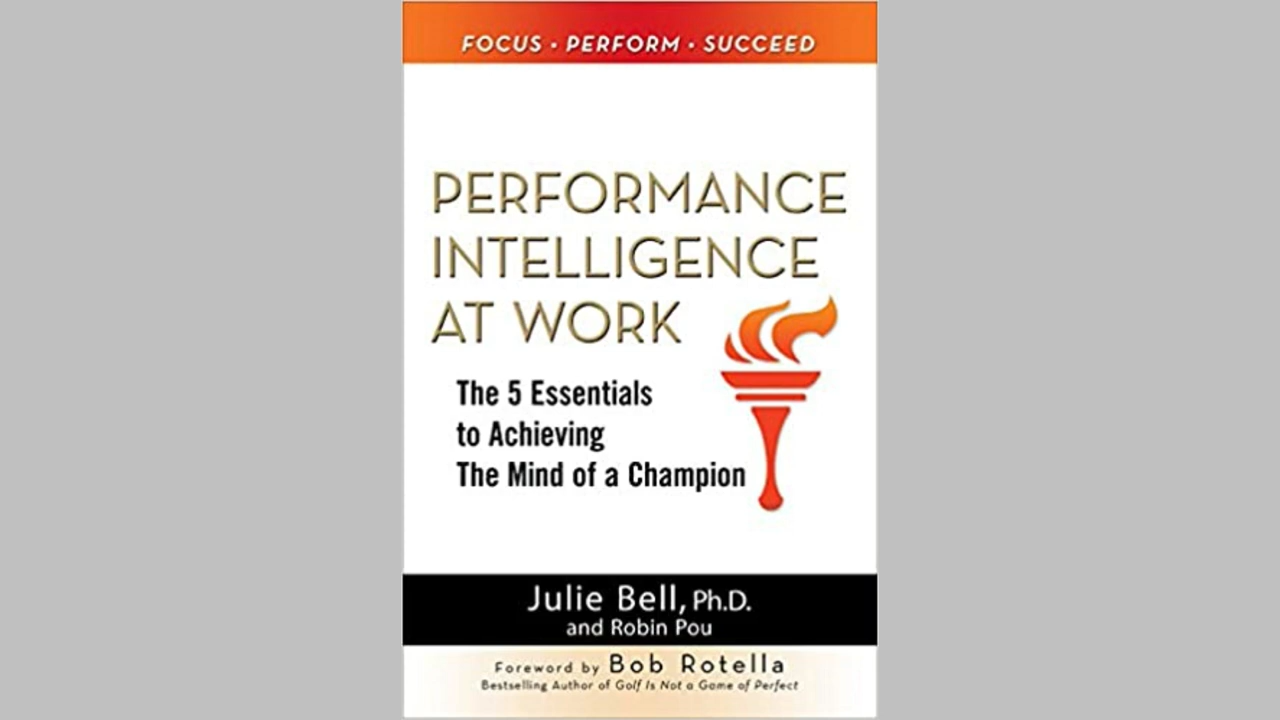 FOCUS · PERFORM · SUCCEED
PERFORMANCE
INTELLIGENCE
AT WORK
The 5 Essentials
to Achieving
The Mind of a Champion
Julie Bell, Ph.D.
and Robin Pou
Foreword by Bob Rotella
Bestselling Author of Golf Is Not a Game of Perfect